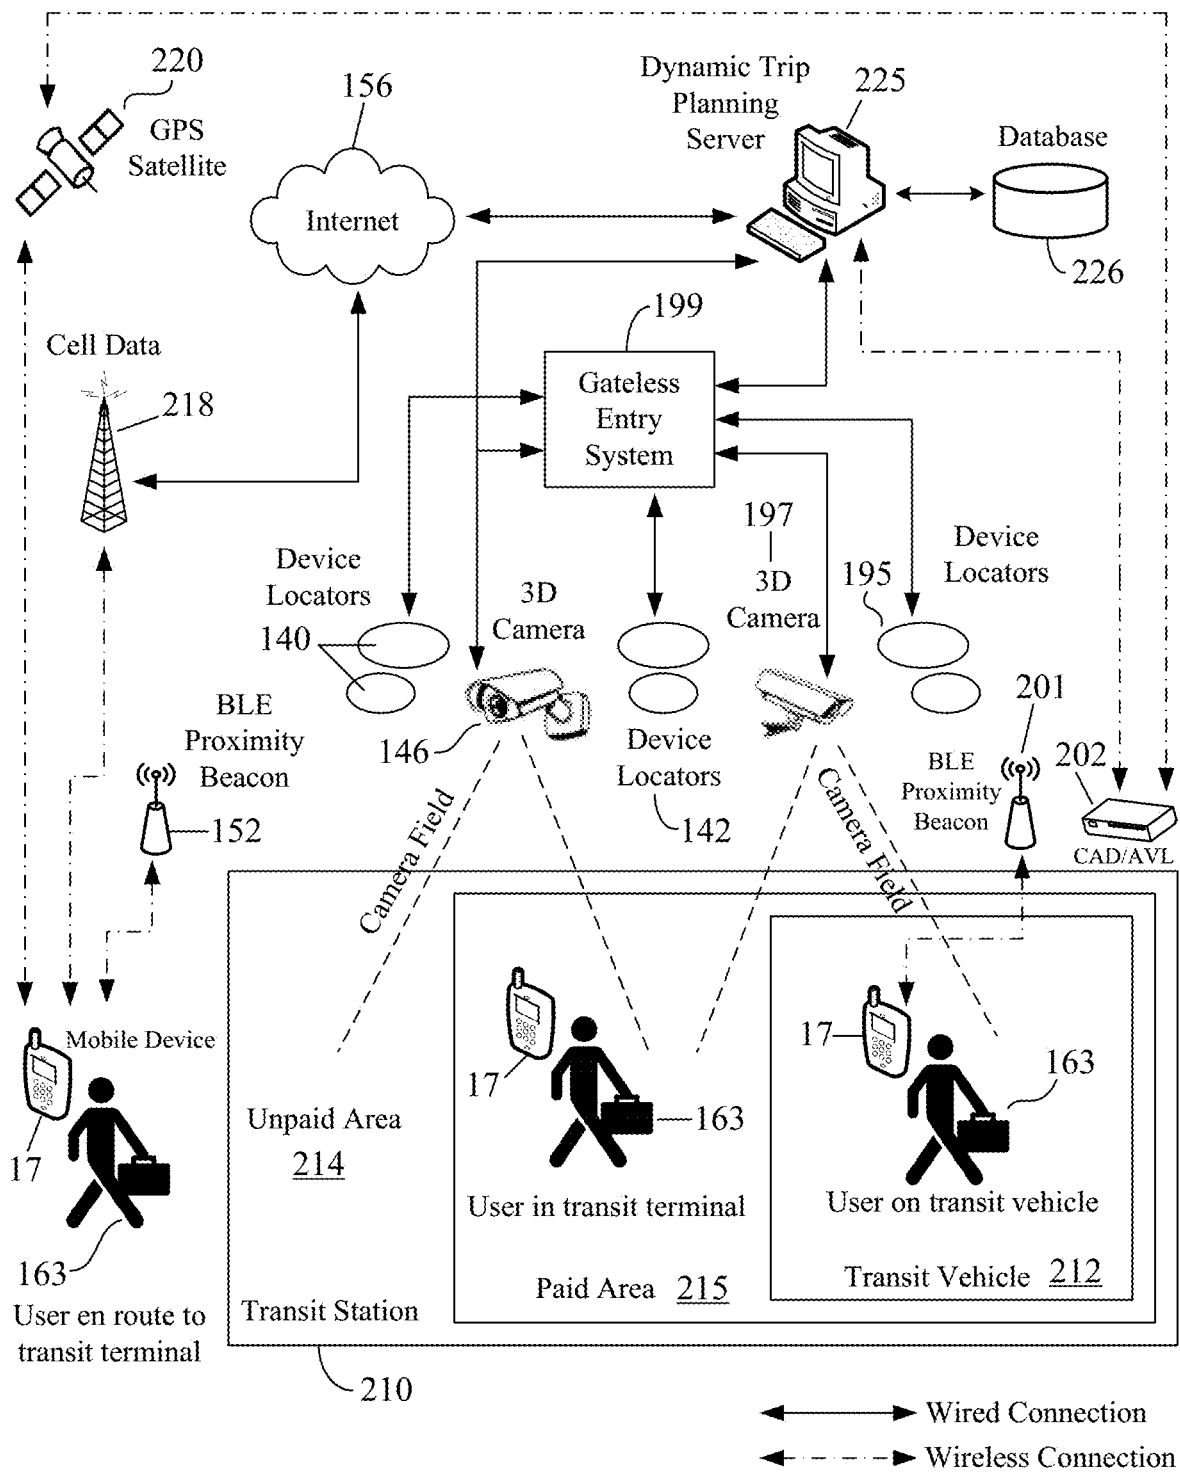 220
GPS
Satellite
156
Internet
Dynamic Trip
Planning
Server
225
Database
226
Cell Data
218
199
Gateless
Entry
System
197
3D
Camera
Device
Locators
195
Device
Locators
140
3D
Camera
146
Device
Locators
142
BLE
Proximity
Beacon
152
201
BLE
Proximity
Beacon
202
CAD/AVL
Camera Field
Camera Field
Mobile Device
17
163
User en route to
transit terminal
Unpaid Area
214
17
163
User in transit terminal
17
163
User on transit vehicle
Transit Vehicle 212
Paid Area 215
Transit Station
210
Wired Connection
Wireless Connection